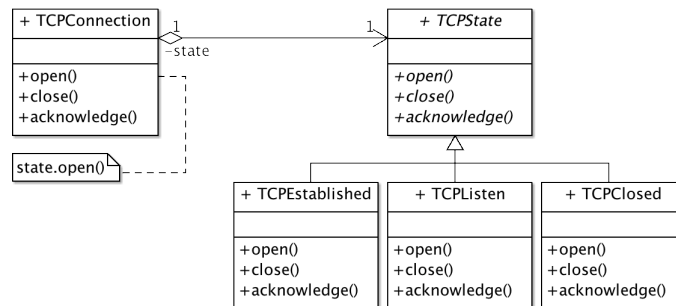 + TCPConnection
+open()
+close()
+acknowledge()
1
-state
1
+ TCPState
+open()
+close()
+acknowledge()
state.open()
+ TCPEstablished
+open()
+close()
+acknowledge()
+ TCPListen
+open()
+close()
+acknowledge()
+ TCPClosed
+open()
+close()
+acknowledge()